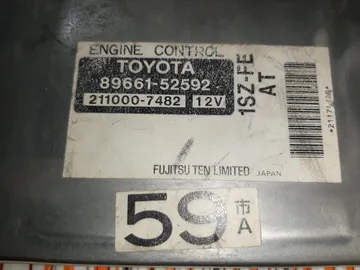 ENGINE CONTROL
TOYOTA
89661-52592
211000-7482 12V
1SZ-FE
AT
FUJITSU TEN LIMITED JAPAN
59
市
A